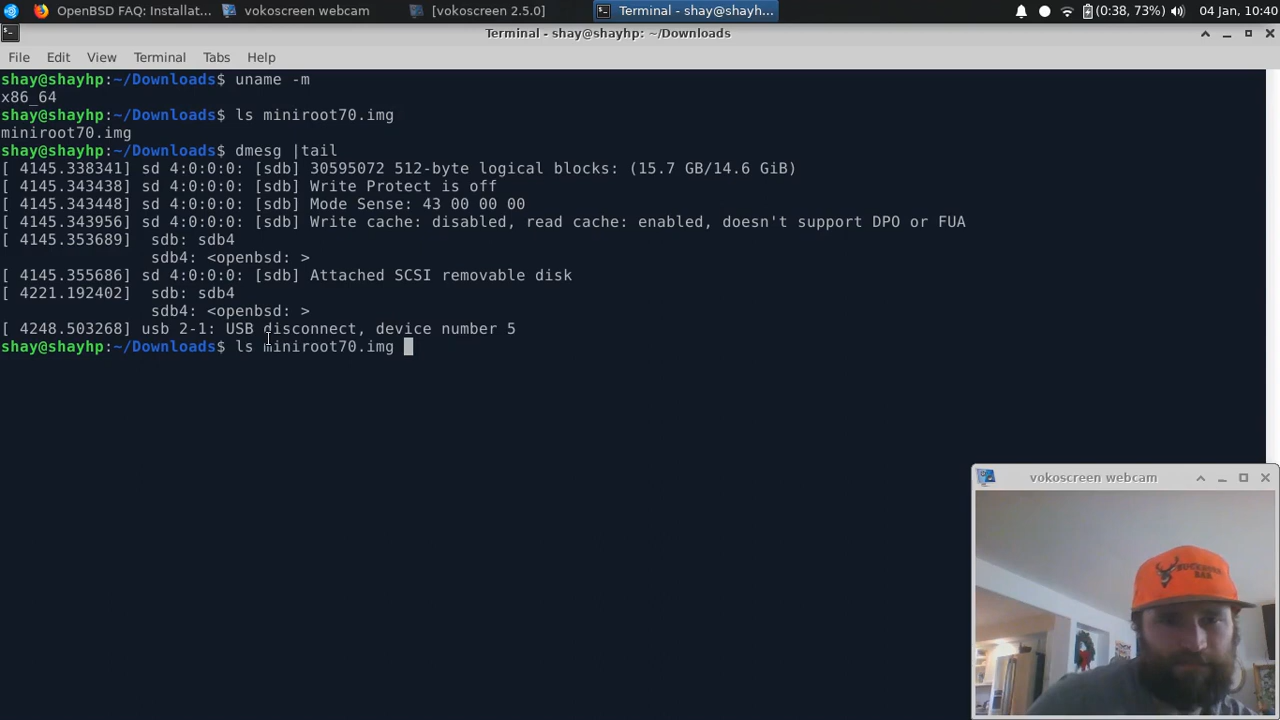 OpenBSD FAQ: Installat...
vokoscreen webcam
[vokoscreen 2.5.0]
Terminal - shay@shayhp:...
(0:38, 73%)
04 Jan, 10:40
Terminal - shay@shayhp: ~/Downloads
File Edit View Terminal Tabs Help
shay@shayhp:~/Downloads$ uname -m
x86_64
shay@shayhp:~/Downloads$ ls miniroot70.img
miniroot70.img
shay@shayhp:~/Downloads$ dmesg |tail
[ 4145.338341] sd 4:0:0:0: [sdb] 30595072 512-byte logical blocks: (15.7 GB/14.6 GiB)
[ 4145.343438] sd 4:0:0:0: [sdb] Write Protect is off
[ 4145.343448] sd 4:0:0:0: [sdb] Mode Sense: 43 00 00 00
[ 4145.343956] sd 4:0:0:0: [sdb] Write cache: disabled, read cache: enabled, doesn't support DPO or FUA
[ 4145.353689]  sdb: sdb4
sdb4: <openbsd: >
[ 4145.355686] sd 4:0:0:0: [sdb] Attached SCSI removable disk
[ 4221.192402]  sdb: sdb4
sdb4: <openbsd: >
[ 4248.503268] usb 2-1: USB disconnect, device number 5
shay@shayhp:~/Downloads$ ls miniroot70.img
vokoscreen webcam
BAR